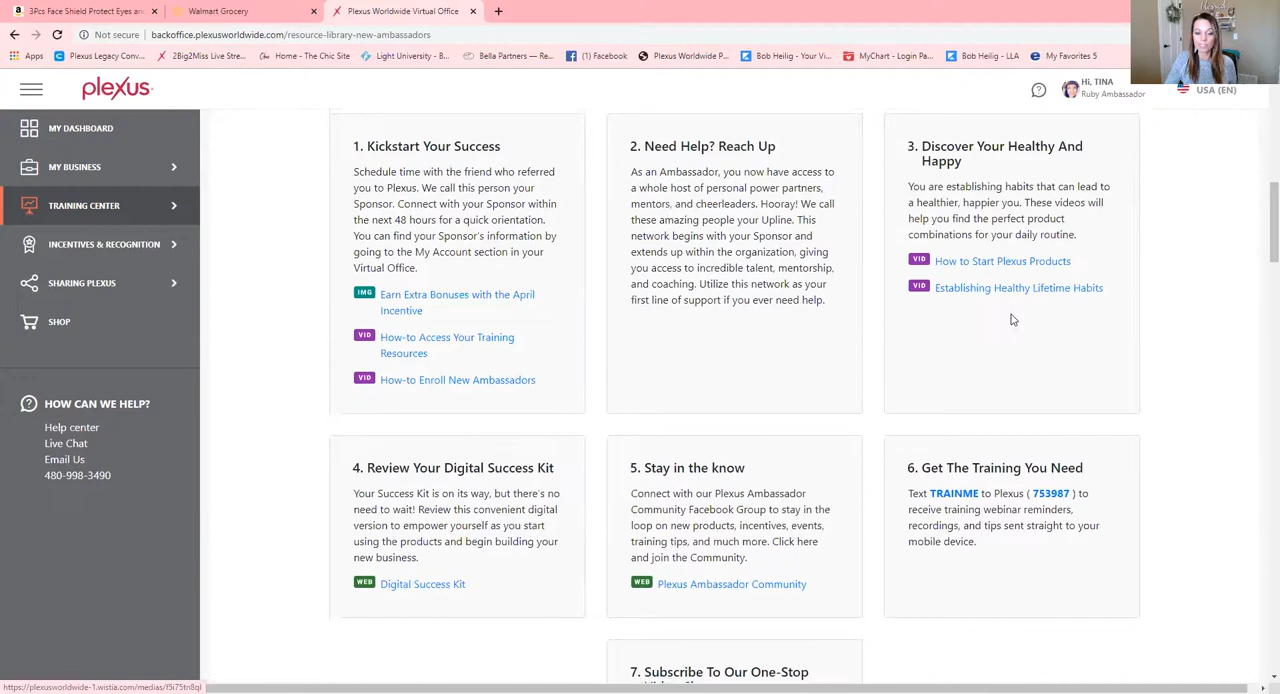 3Pcs Face Shield Protect Eyes an
Walmart Grocery
Plexus Worldwide Virtual Office
Not secure
backoffice.plexusworldwide.com/resource-library-new-ambassadors
Apps
Plexus Legacy Conv...
2Big2Miss Live Stre...
Home - The Chic Site
Light University - B...
Bella Partners — Re...
(1) Facebook
Plexus Worldwide P...
Bob Heilig - Your Vi...
MyChart - Login Pa...
Bob Heilig - LLA
My Favorites 5
plexus
Hi, TINA
Ruby Ambassador
USA (EN)
MY DASHBOARD
MY BUSINESS
TRAINING CENTER
INCENTIVES & RECOGNITION
SHARING PLEXUS
SHOP
HOW CAN WE HELP?
Help center
Live Chat
Email Us
480-998-3490
1. Kickstart Your Success
Schedule time with the friend who referred
you to Plexus. We call this person your
Sponsor. Connect with your Sponsor within
the next 48 hours for a quick orientation.
You can find your Sponsor's information by
going to the My Account section in your
Virtual Office.
IMG Earn Extra Bonuses with the April
Incentive
VID How-to Access Your Training
Resources
VID How-to Enroll New Ambassadors
2. Need Help? Reach Up
As an Ambassador, you now have access to
a whole host of personal power partners,
mentors, and cheerleaders. Hooray! We call
these amazing people your Upline. This
network begins with your Sponsor and
extends up within the organization, giving
you access to incredible talent, mentorship,
and coaching. Utilize this network as your
first line of support if you ever need help.
3. Discover Your Healthy And
Happy
You are establishing habits that can lead to
a healthier, happier you. These videos will
help you find the perfect product
combinations for your daily routine.
VID How to Start Plexus Products
VID Establishing Healthy Lifetime Habits
4. Review Your Digital Success Kit
Your Success Kit is on its way, but there's no
need to wait! Review this convenient digital
version to empower yourself as you start
using the products and begin building your
new business.
WEB Digital Success Kit
5. Stay in the know
Connect with our Plexus Ambassador
Community Facebook Group to stay in the
loop on new products, incentives, events,
training tips, and much more. Click here
and join the Community.
WEB Plexus Ambassador Community
6. Get The Training You Need
Text TRAINME to Plexus ( 753987 ) to
receive training webinar reminders,
recordings, and tips sent straight to your
mobile device.
7. Subscribe To Our One-Stop
https://plexusworldwide-1.wistia.com/medias/f5i75tn8ql